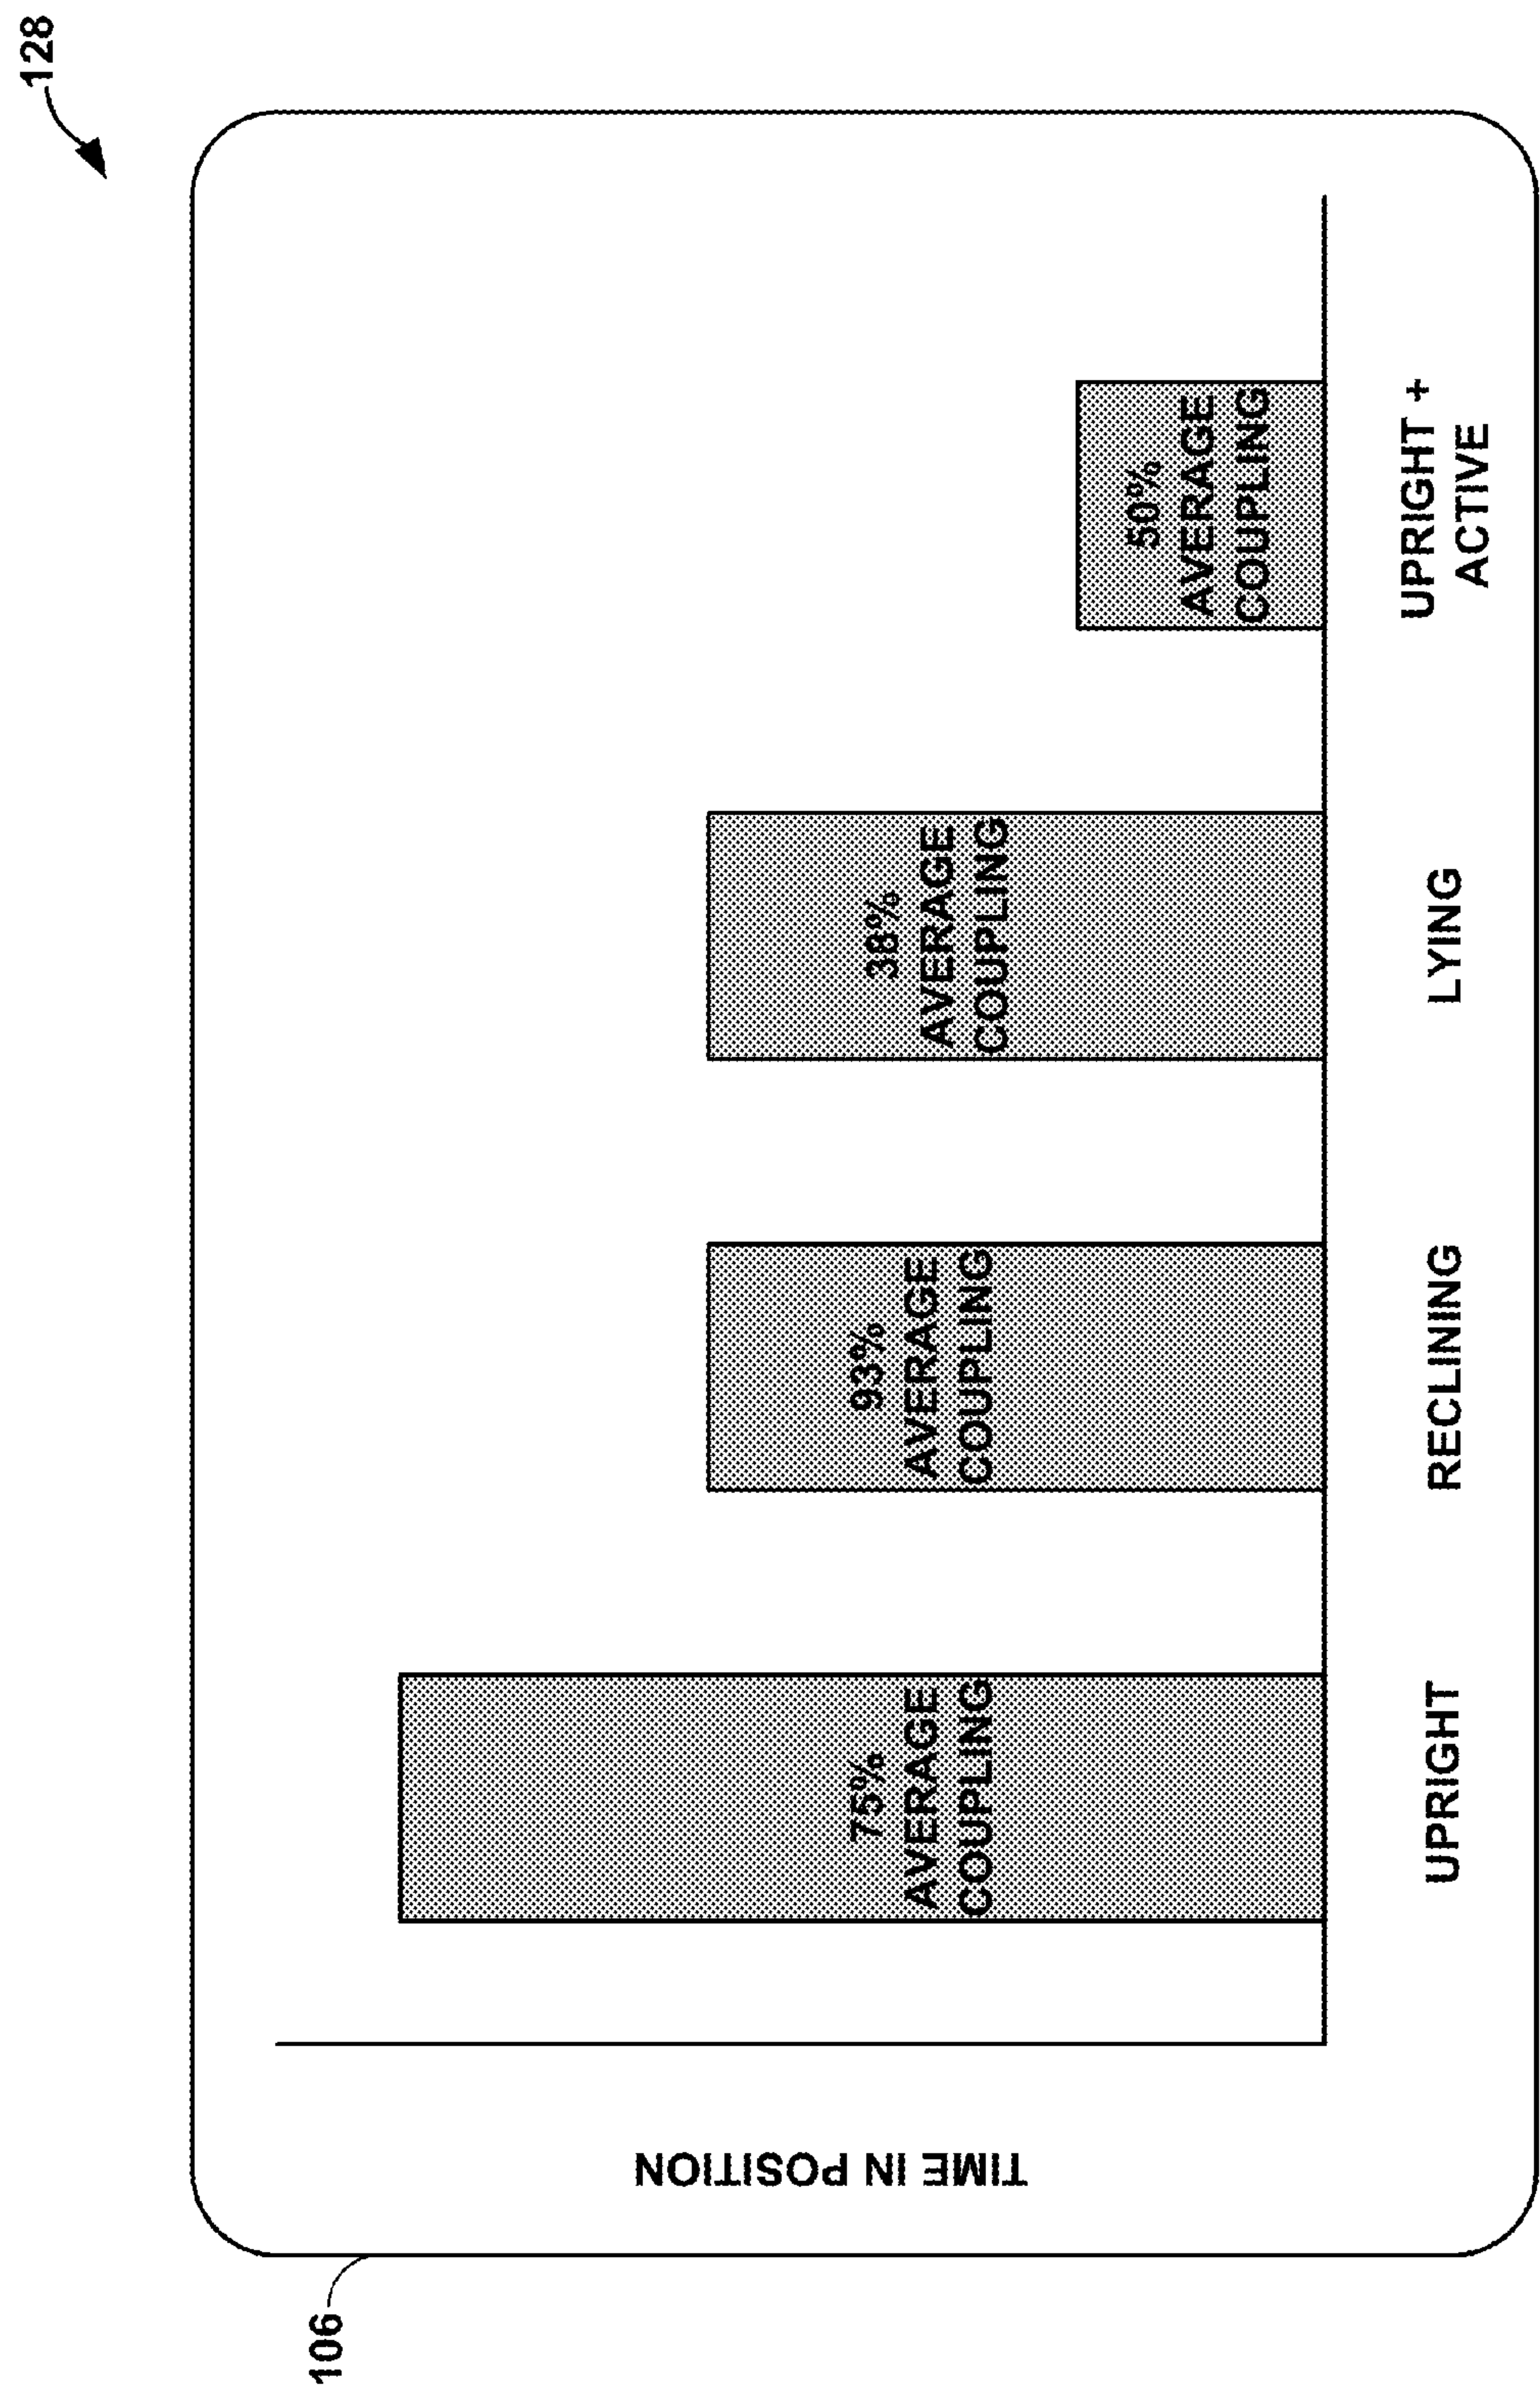 128
106
TIME IN POSITION
75%
AVERAGE
COUPLING
93%
AVERAGE
COUPLING
38%
AVERAGE
COUPLING
50%
AVERAGE
COUPLING
UPRIGHT
RECLINING
LYING
UPRIGHT +
ACTIVE